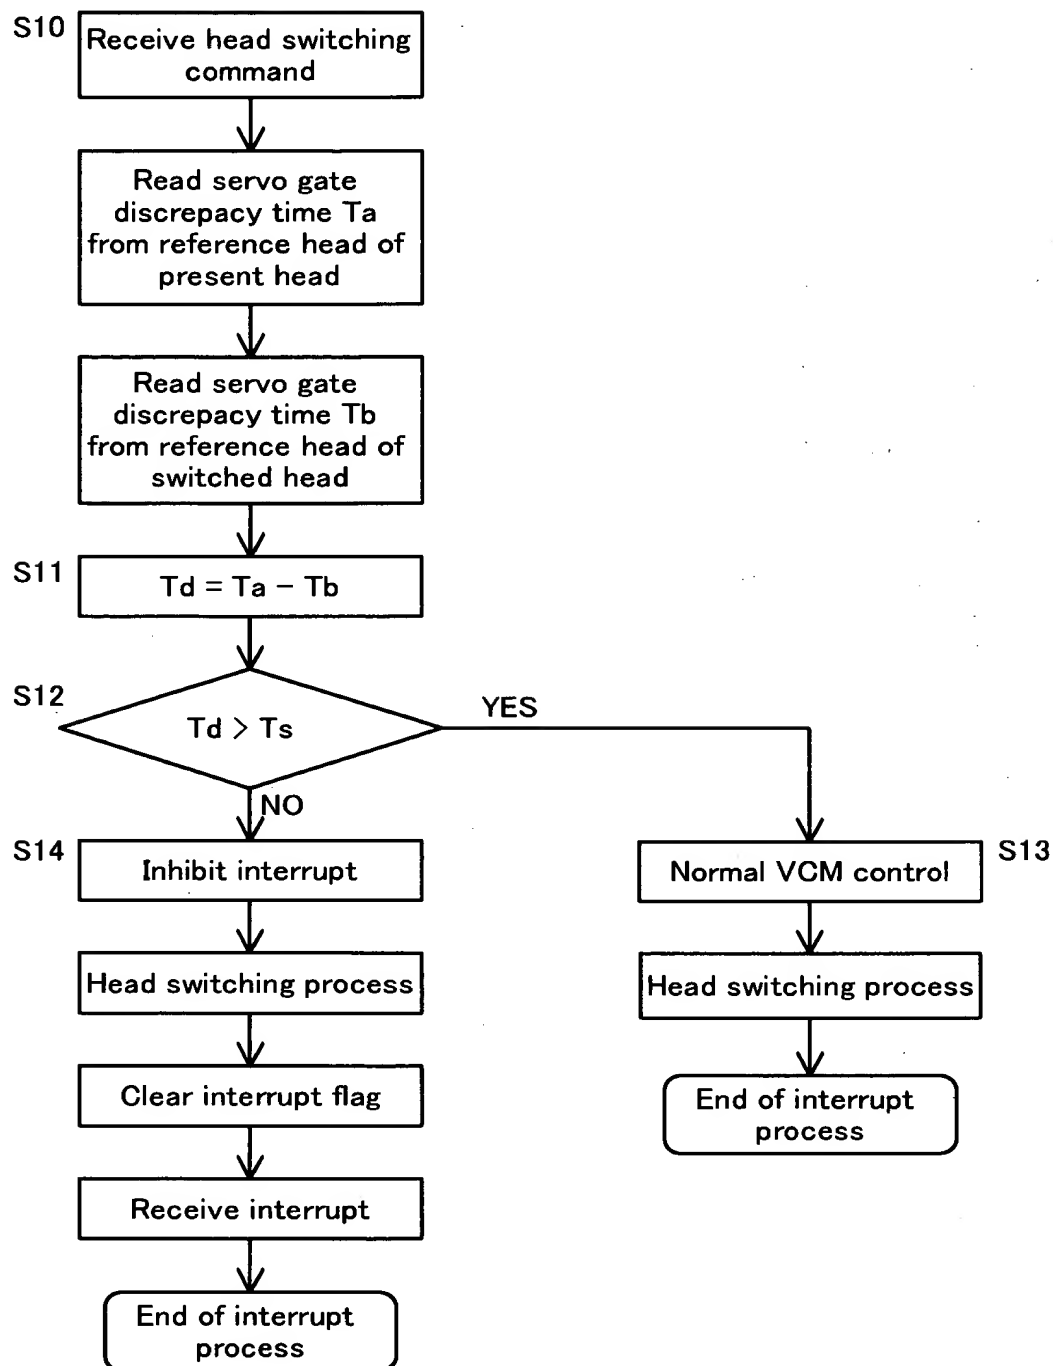 S10
Receive head switching
command
Read servo gate
discrepacy time Ta
from reference head of
present head
Read servo gate
discrepacy time Tb
from reference head of
switched head
S11
Td = Ta − Tb
S12
Td > Ts
YES
NO
S14
Inhibit interrupt
Normal VCM control
S13
Head switching process
Head switching process
Clear interrupt flag
End of interrupt
process
Receive interrupt
End of interrupt
process